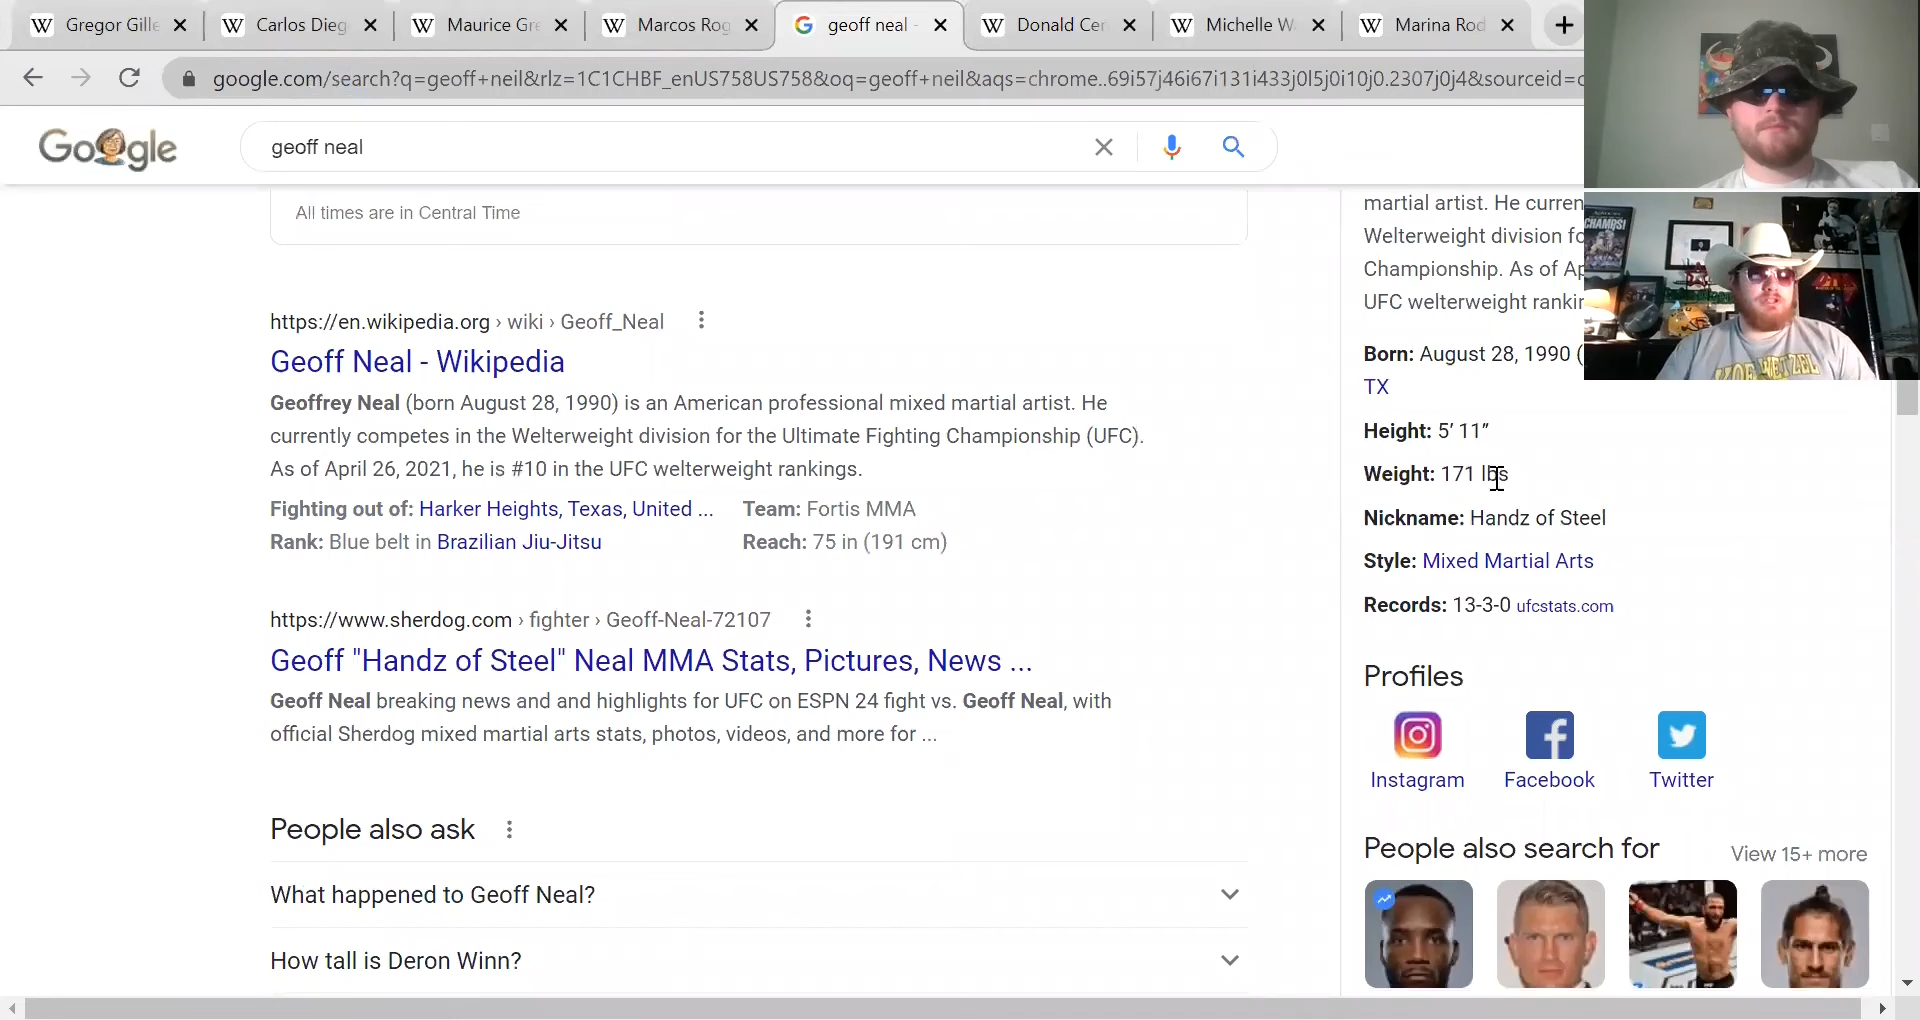 Gregor Gille
Carlos Dieg
Maurice Gre
Marcos Rog
geoff neal -
Donald Cer
Michelle W
Marina Rod
google.com/search?q=geoff+neil&rlz=1C1CHBF_enUS758US758&oq=geoff+neil&aqs=chrome..69i57j46i67i131i433j0l5j0i10j0.2307j0j4&sourceid=c
Google
geoff neal
All times are in Central Time
https://en.wikipedia.org › wiki › Geoff_Neal
Geoff Neal - Wikipedia
Geoffrey Neal (born August 28, 1990) is an American professional mixed martial artist. He
currently competes in the Welterweight division for the Ultimate Fighting Championship (UFC).
As of April 26, 2021, he is #10 in the UFC welterweight rankings.
Fighting out of: Harker Heights, Texas, United ...
Team: Fortis MMA
Rank: Blue belt in Brazilian Jiu-Jitsu
Reach: 75 in (191 cm)
https://www.sherdog.com › fighter › Geoff-Neal-72107
Geoff "Handz of Steel" Neal MMA Stats, Pictures, News ...
Geoff Neal breaking news and and highlights for UFC on ESPN 24 fight vs. Geoff Neal, with
official Sherdog mixed martial arts stats, photos, videos, and more for ...
People also ask
What happened to Geoff Neal?
How tall is Deron Winn?
martial artist. He curren
Welterweight division fo
Championship. As of Ap
UFC welterweight rankin
Born: August 28, 1990 (
TX
Height: 5′ 11″
Weight: 171 lbs
Nickname: Handz of Steel
Style: Mixed Martial Arts
Records: 13-3-0 ufcstats.com
Profiles
Instagram
Facebook
Twitter
People also search for
View 15+ more
CHAMPS!